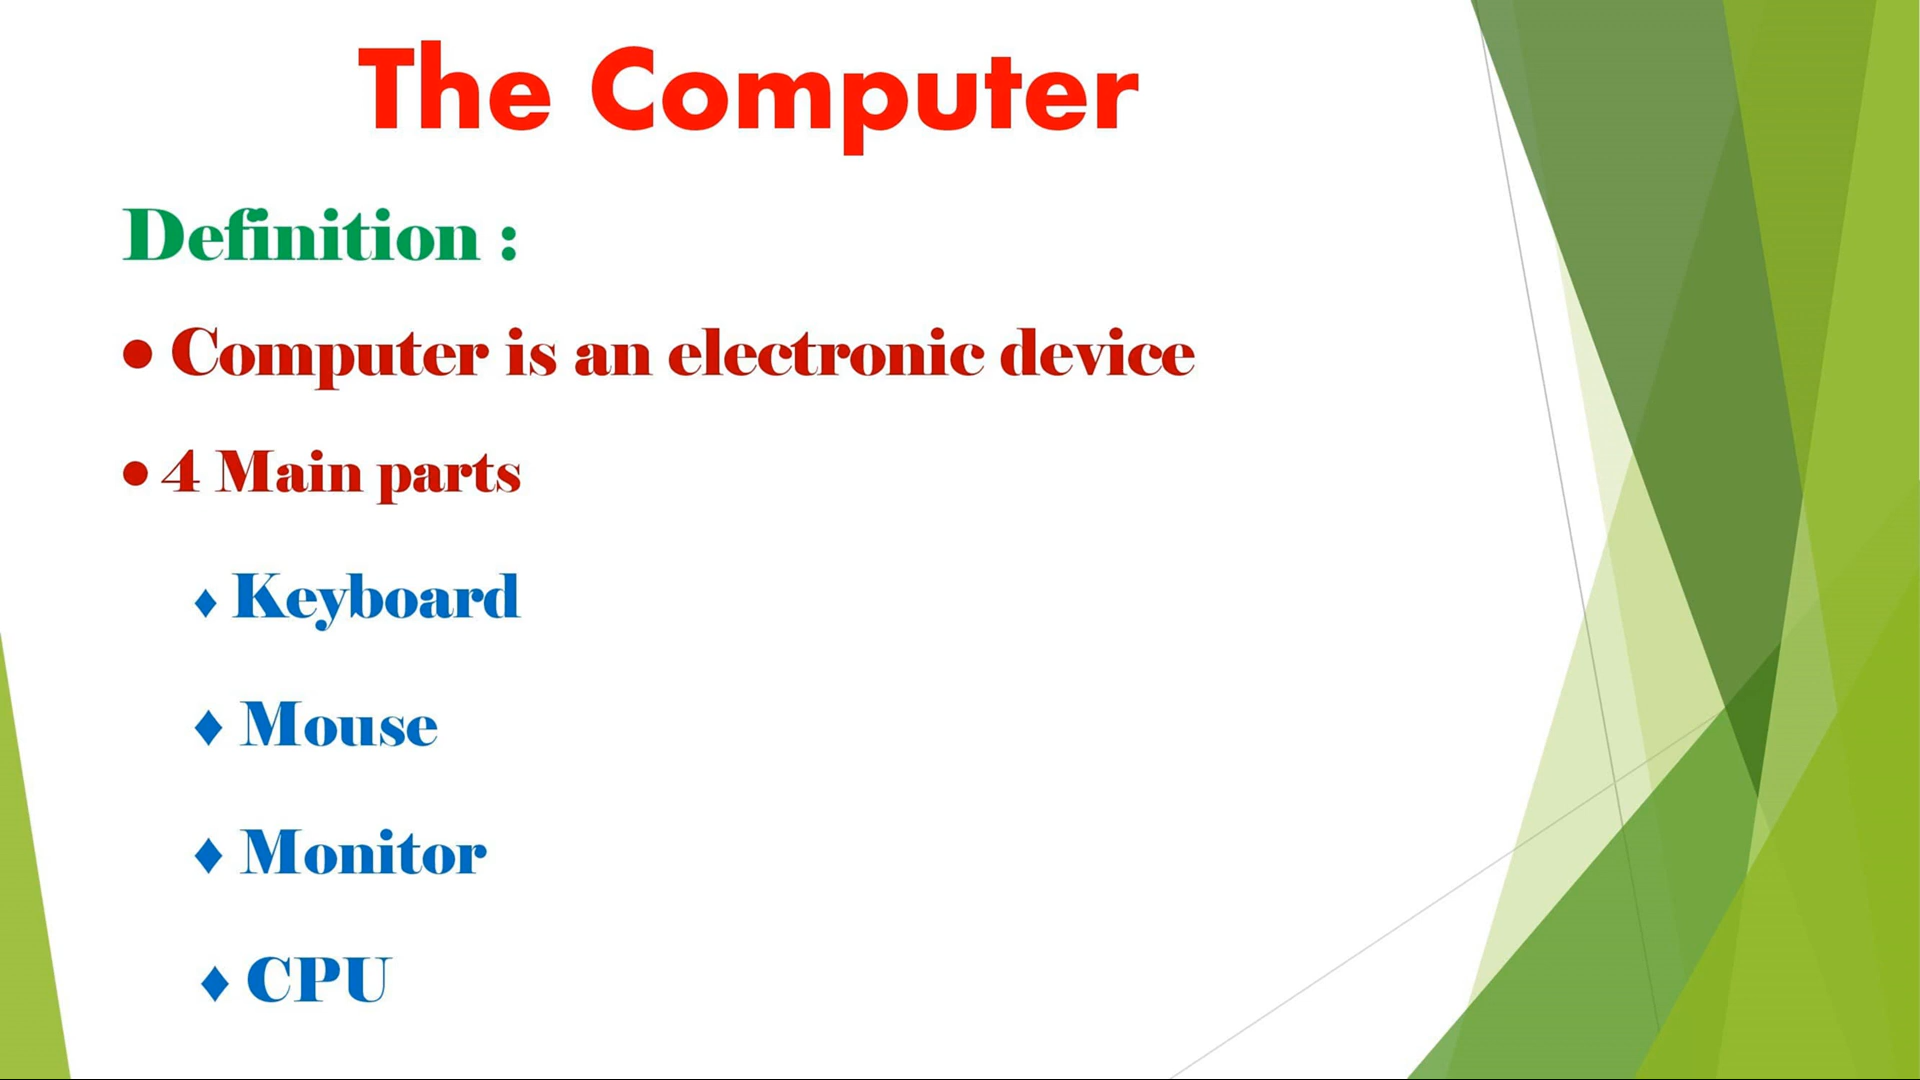 The Computer
Definition :
● Computer is an electronic device
● 4 Main parts
♦ Keyboard
♦ Mouse
♦ Monitor
♦ CPU